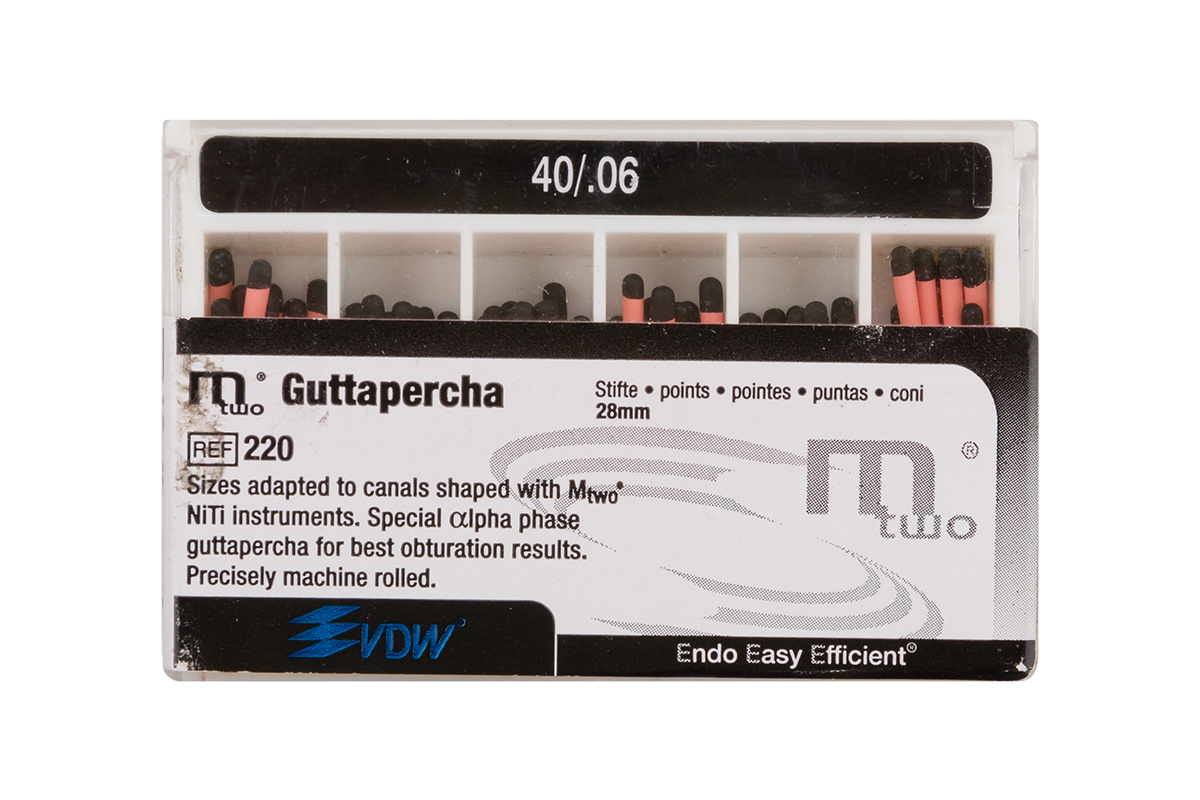 40/.06
mtwo® Guttapercha
Stifte • points • pointes • puntas • coni
28mm
REF 220
Sizes adapted to canals shaped with Mtwo®
NiTi instruments. Special αlpha phase
guttapercha for best obturation results.
Precisely machine rolled.
mtwo®
VDW®
Endo Easy Efficient®